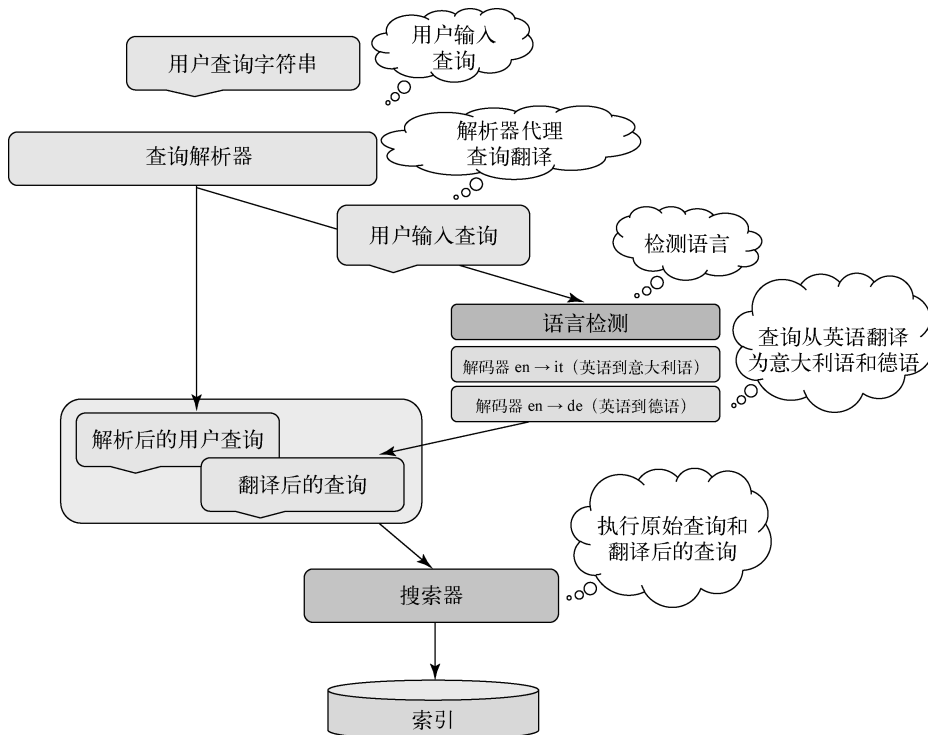 用户查询字符串
用户输入
查询
查询解析器
解析器代理
查询翻译
用户输入查询
检测语言
语言检测
解码器 en → it（英语到意大利语）
解码器 en → de（英语到德语）
查询从英语翻译
为意大利语和德语
解析后的用户查询
翻译后的查询
执行原始查询和
翻译后的查询
搜索器
索引